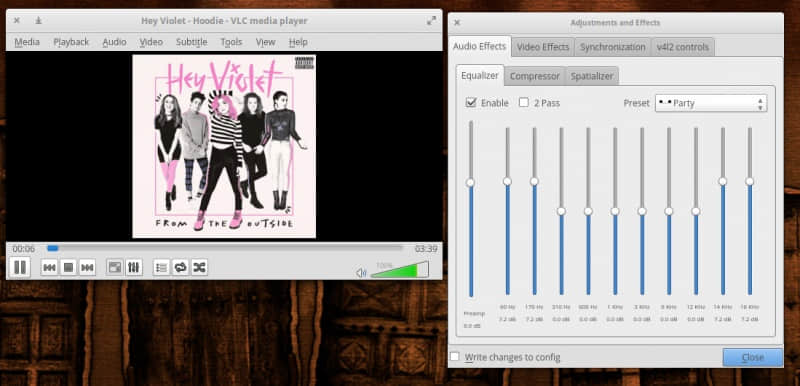 Hey Violet - Hoodie - VLC media player
Media Playback Audio Video Subtitle Tools View Help
Hey Violet
FROM THE OUTSIDE
00:06 03:39
100%
Adjustments and Effects
Audio Effects Video Effects Synchronization v4l2 controls
Equalizer Compressor Spatializer
Enable 2 Pass Preset Party
60 Hz 170 Hz 310 Hz 600 Hz 1 KHz 3 KHz 6 KHz 12 KHz 14 KHz 16 KHz
Preamp
7.2 dB 7.2 dB 0.0 dB 0.0 dB 0.0 dB 0.0 dB 0.0 dB 0.0 dB 7.2 dB 7.2 dB
0.0 dB
Write changes to config Close